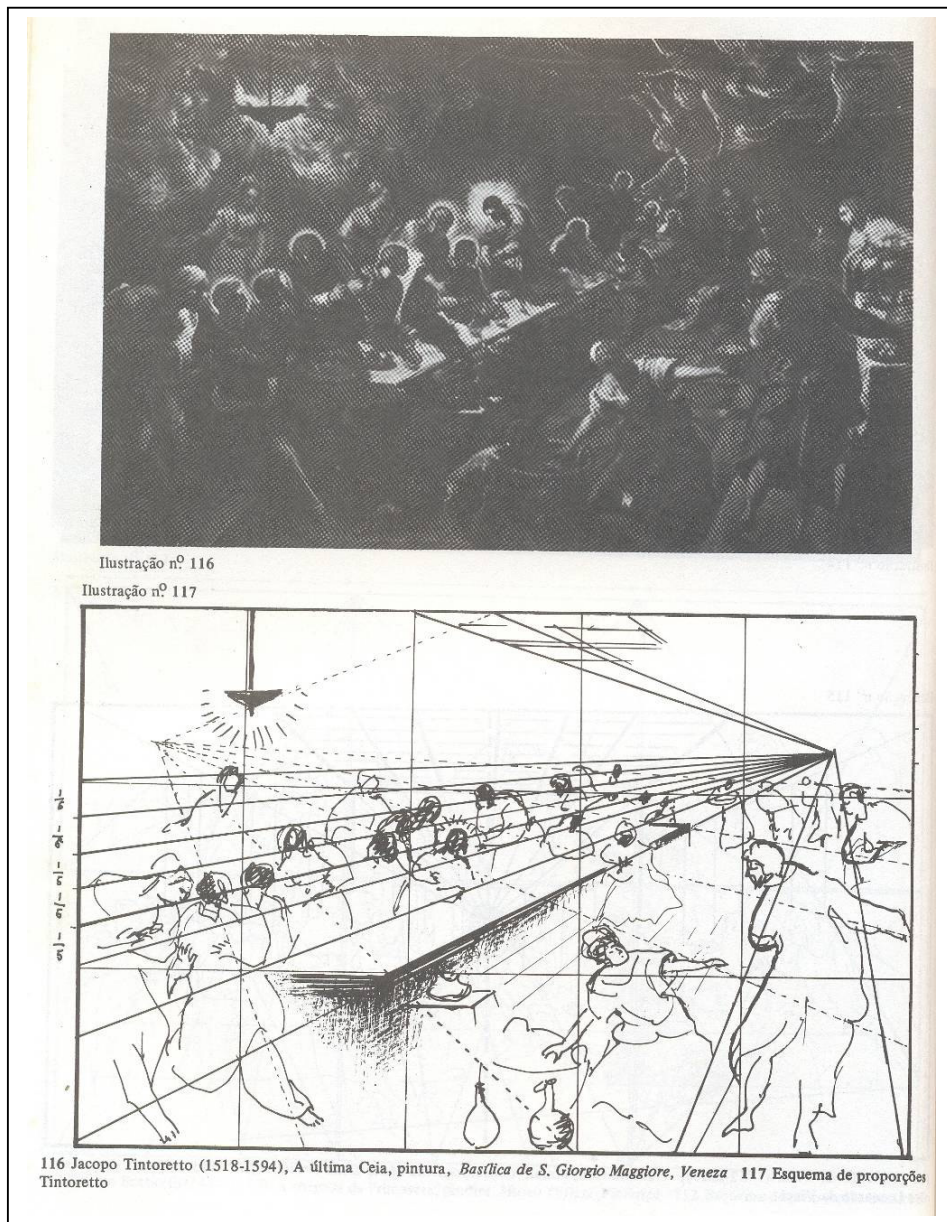 Ilustração nº 116
Ilustração nº 117
1/6
1/6
1/6
1/6
1/6
116 Jacopo Tintoretto (1518-1594), A última Ceia, pintura, Basílica de S. Giorgio Maggiore, Veneza 117 Esquema de proporções
Tintoretto